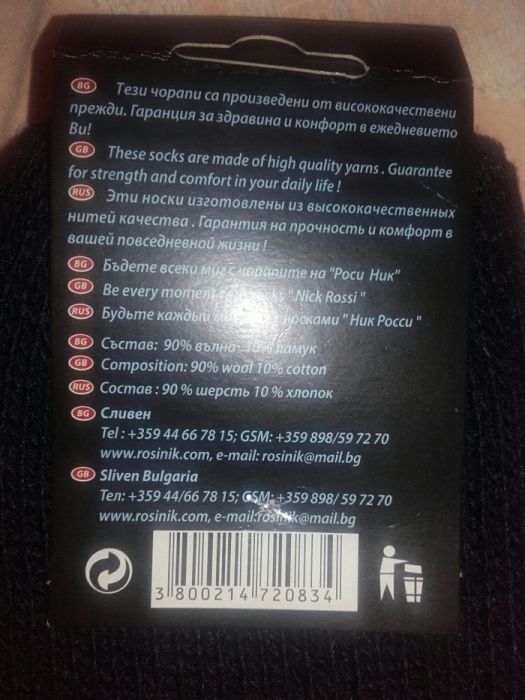 BG Тези чорапи са произведени от висококачествени
прежди. Гаранция за здравина и конфорт в ежедневието
Ви!
GB These socks are made of high quality yarns . Guarantee
for strength and comfort in your daily life !
RUS Эти носки изготовлены из высококачественных
нитей качества . Гарантия на прочность и комфорт в
вашей повседневной жизни !
BG Бъдете всеки миг с чорапите на "Роси Ник"
GB Be every moment " Nick Rossi "
RUS Будьте каждый носками " Ник Росси "
BG Състав: 90% вълна- 10% памук
GB Composition: 90% wool 10% cotton
RUS Состав : 90 % шерсть 10 % хлопок
BG Сливен
Tel : +359 44 66 78 15; GSM: +359 898/59 72 70
www.rosinik.com, e-mail: rosinik@mail.bg
GB Sliven Bulgaria
Тел: +359 44/66 78 15; GSM: +359 898/ 59 72 70
www.rosinik.com, e-mail:rosinik@mail.bg
3 800214 720834